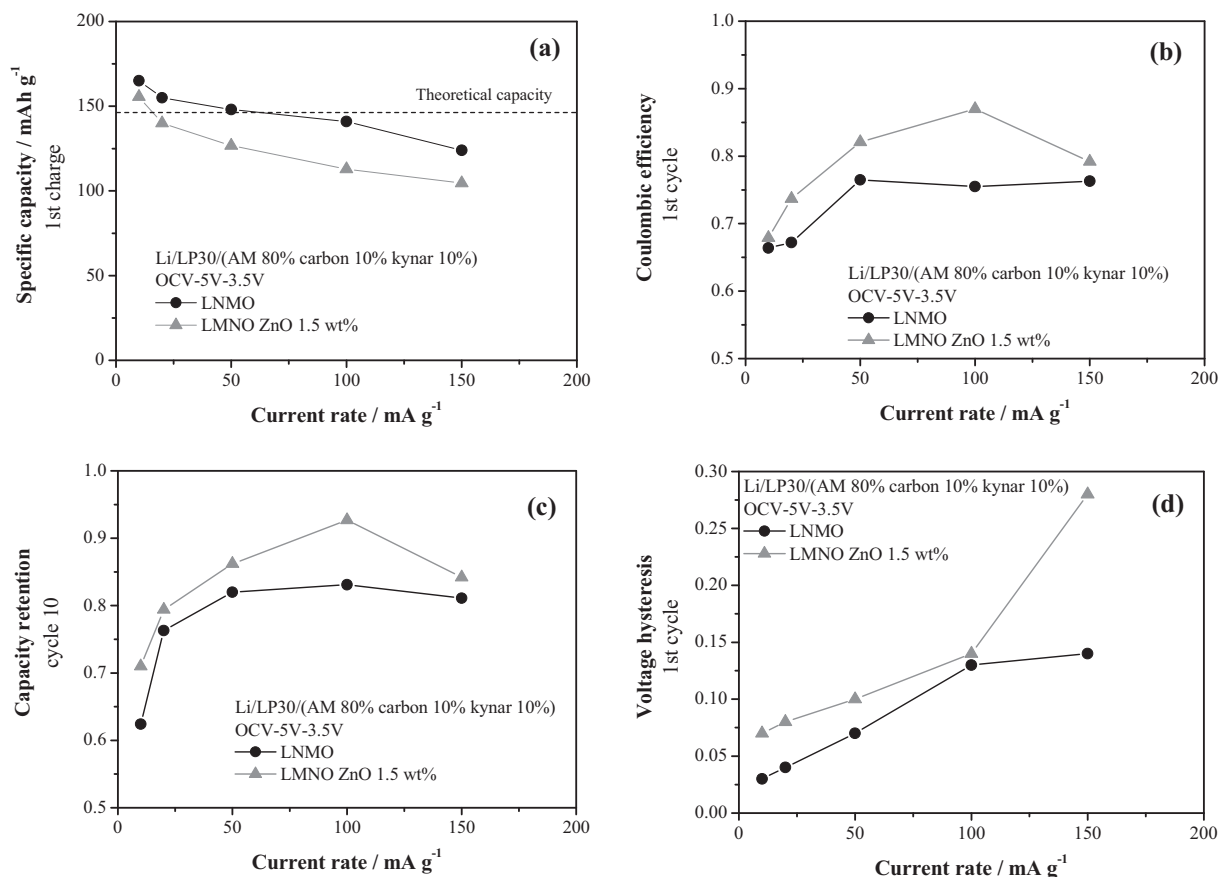 (a)
200
150
100
50
0
Specific capacity / mAh g-1
1st charge
Theoretical capacity
Li/LP30/(AM 80% carbon 10% kynar 10%)
OCV-5V-3.5V
LNMO
LMNO ZnO 1.5 wt%
0 50 100 150 200
Current rate / mA g-1
(b)
1.0
0.9
0.8
0.7
0.6
0.5
Coulombic efficiency
1st cycle
Li/LP30/(AM 80% carbon 10% kynar 10%)
OCV-5V-3.5V
LNMO
LMNO ZnO 1.5 wt%
0 50 100 150 200
Current rate / mA g-1
(c)
1.0
0.9
0.8
0.7
0.6
0.5
Capacity retention
cycle 10
Li/LP30/(AM 80% carbon 10% kynar 10%)
OCV-5V-3.5V
LNMO
LMNO ZnO 1.5 wt%
0 50 100 150 200
Current rate / mA g-1
(d)
0.30
0.25
0.20
0.15
0.10
0.05
0.00
Voltage hysteresis
1st cycle
Li/LP30/(AM 80% carbon 10% kynar 10%)
OCV-5V-3.5V
LNMO
LMNO ZnO 1.5 wt%
0 50 100 150 200
Current rate / mA g-1